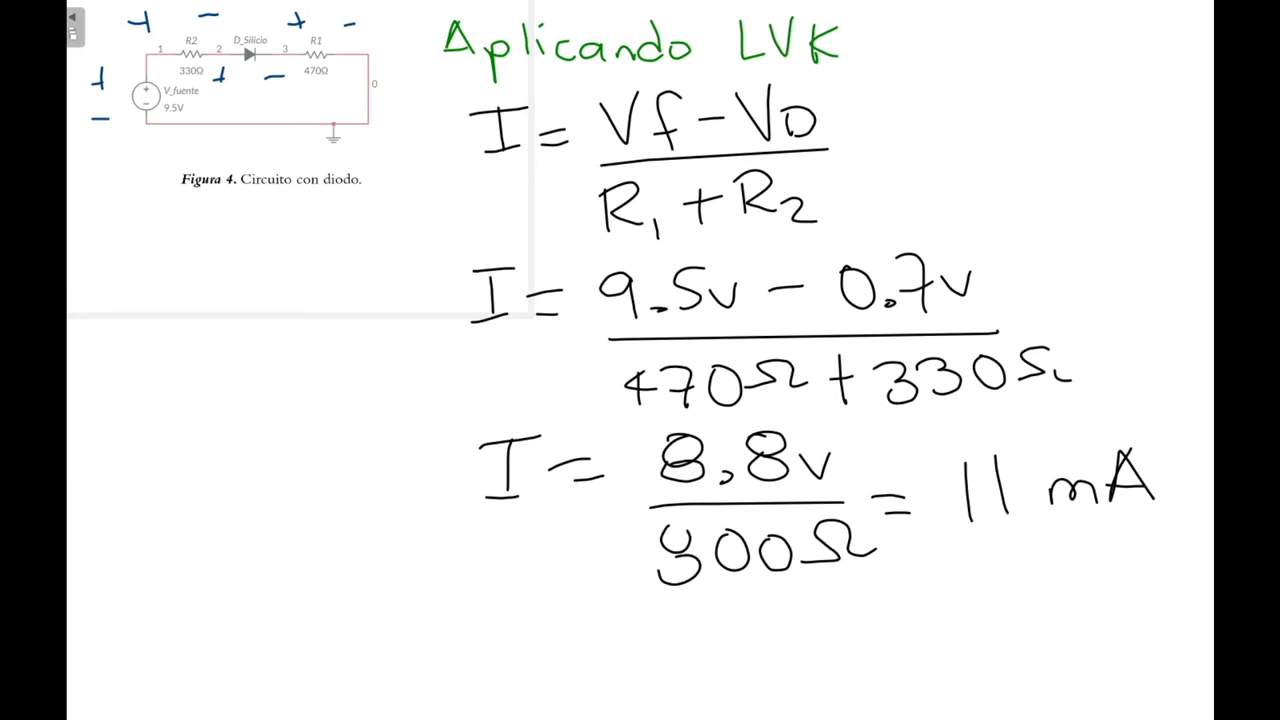 + - + -
R2 D_Silicio R1
1 2 3
330Ω + - 470Ω
+ V_fuente 0
- 9.5V
Figura 4. Circuito con diodo.
Aplicando LVK
I = Vf - VD / R1 + R2
I = 9.5v - 0.7v / 470Ω + 330Ω
I = 8.8v / 800Ω = 11 mA